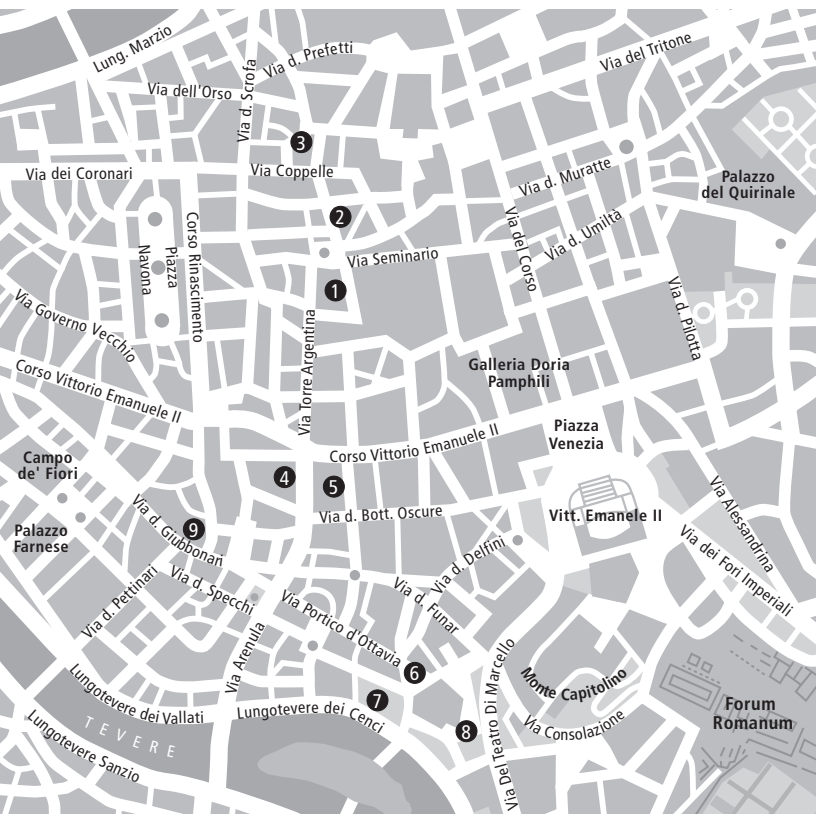 Lung. Marzio
Via d. Prefetti
Via del Tritone
Via dell'Orso
Via d. Scrofa
3
Via dei Coronari
Via Coppelle
Via d. Muratte
Palazzo
del Quirinale
2
Corso Rinascimento
Piazza
Navona
Via del Corso
Via d. Umiltà
Via Seminario
1
Via Governo Vecchio
Via d. Pilotta
Via Torre Argentina
Galleria Doria
Pamphili
Corso Vittorio Emanuele II
Corso Vittorio Emanuele II
Piazza
Venezia
Campo
de' Fiori
4
5
Via d. Bott. Oscure
Vitt. Emanele II
Via Alessandrina
Palazzo
Farnese
9
Via d. Giubbonari
Via d. Delfini
Via dei Fori Imperiali
Via d. Pettinari
Via d. Specchi
Via Portico d'Ottavia
Via d. Funar
Via Arenula
6
Via Del Teatro Di Marcello
Monte Capitolino
Lungotevere dei Vallati
Lungotevere dei Cenci
7
8
Via Consolazione
Forum
Romanum
TEVERE
Lungotevere Sanzio